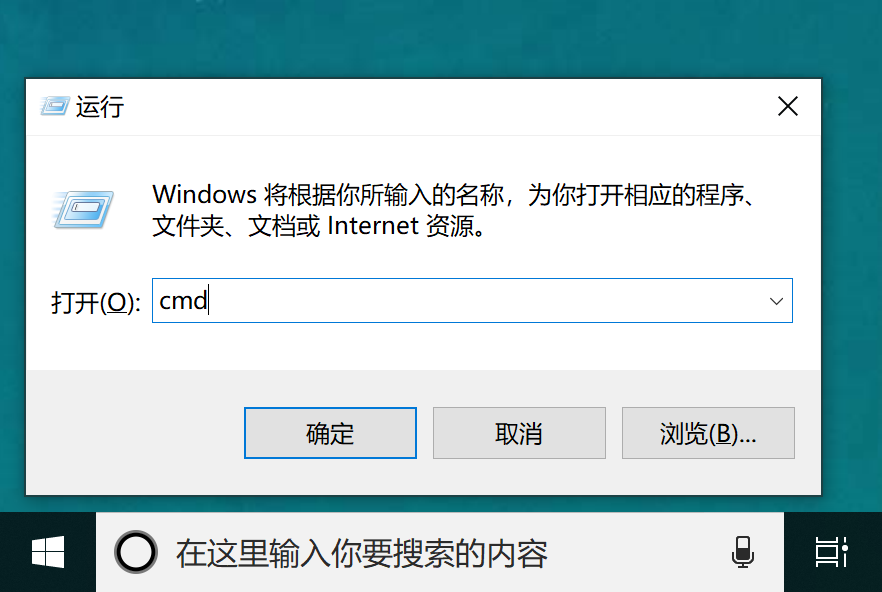 运行
Windows 将根据你所输入的名称，为你打开相应的程序、
文件夹、文档或 Internet 资源。
打开(O): cmd
确定 取消 浏览(B)...
在这里输入你要搜索的内容